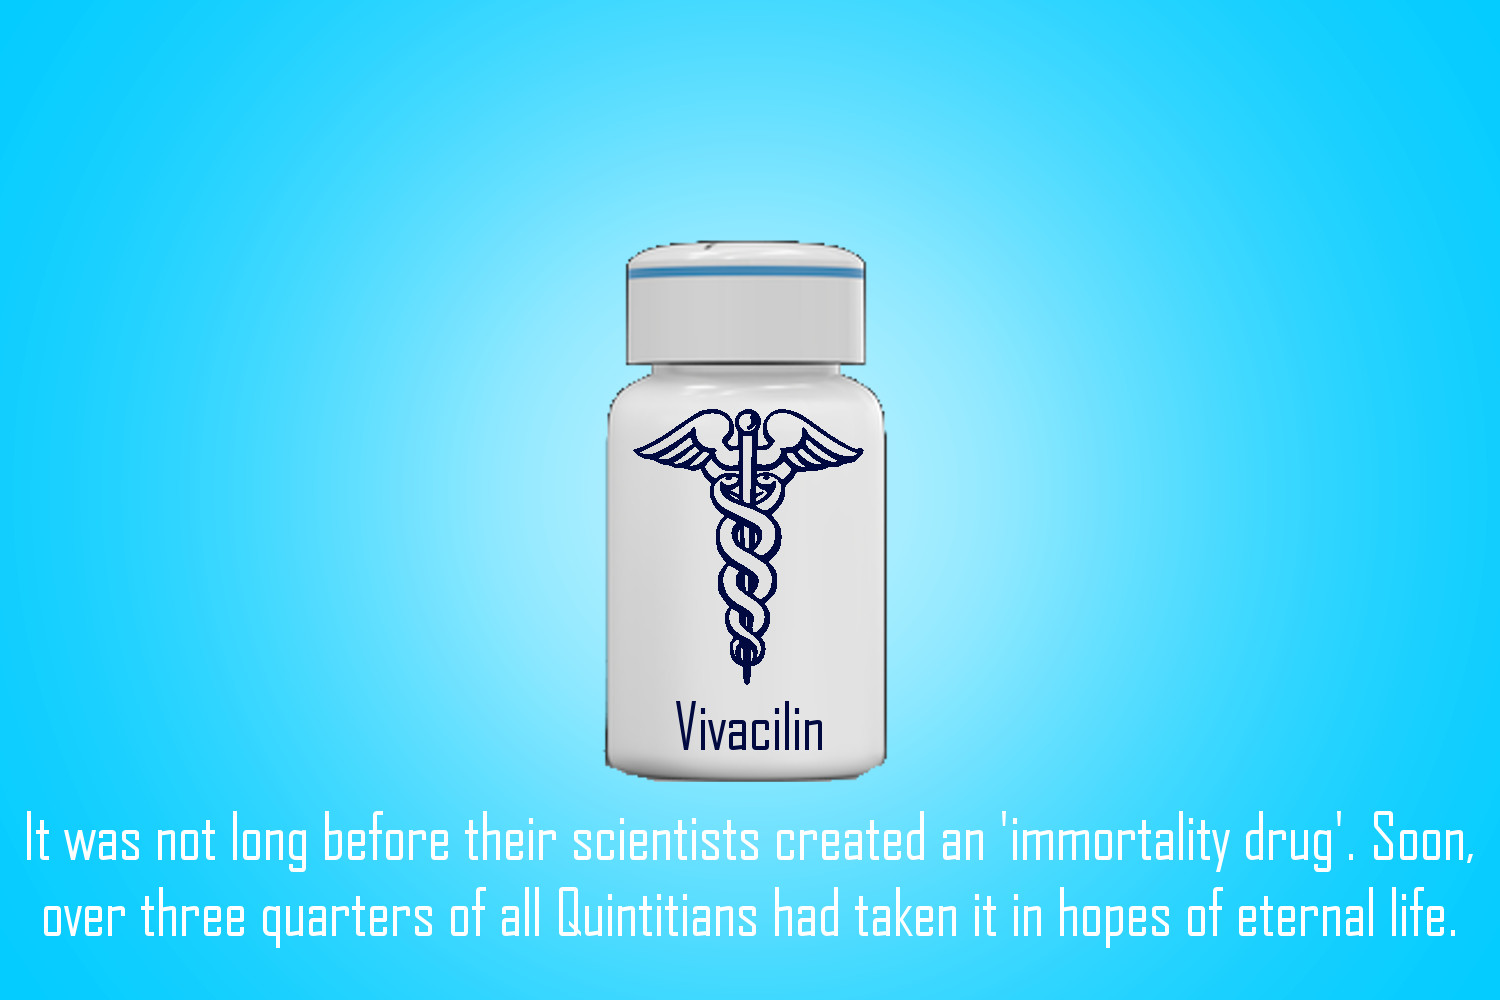 Vivacilin
It was not long before their scientists created an 'immortality drug'. Soon,
over three quarters of all Quintitians had taken it in hopes of eternal life.